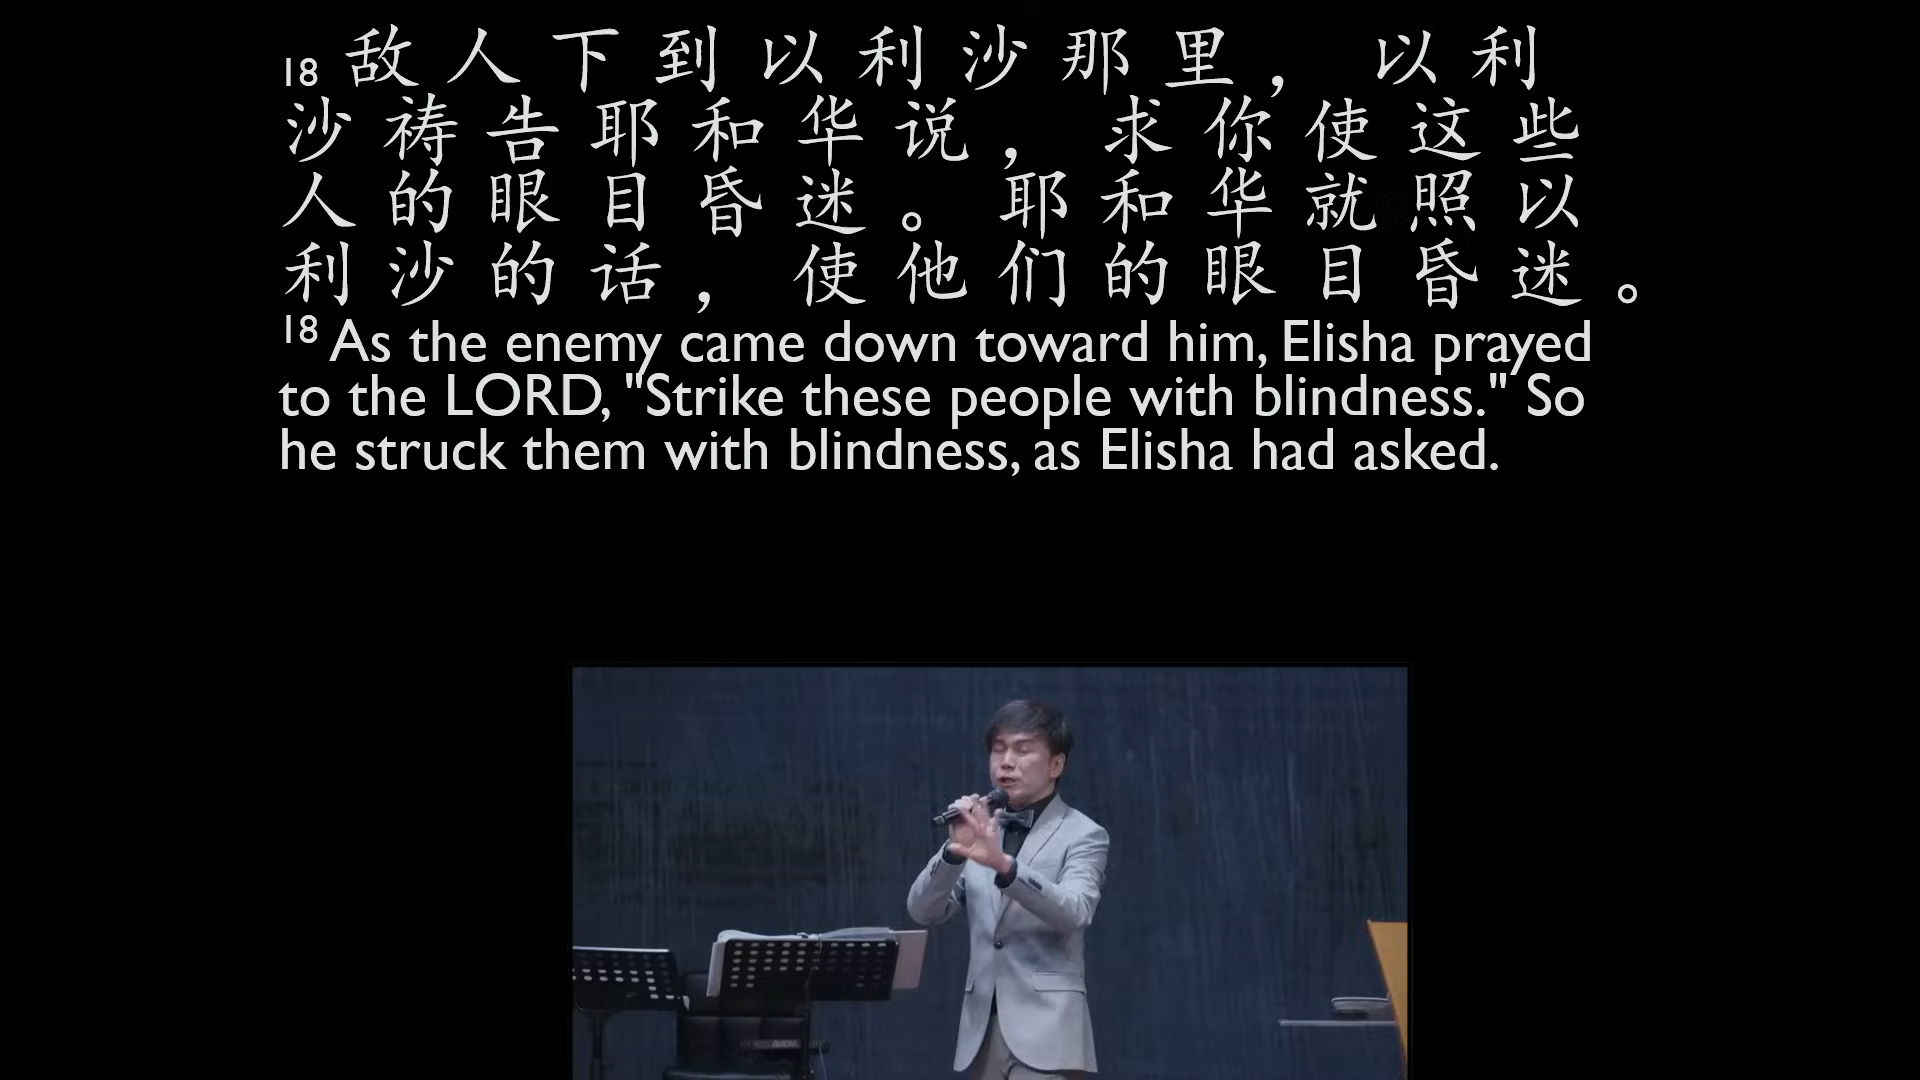 18 敌人下到以利沙那里，以利
沙祷告耶和华说，求你使这些
人的眼目昏迷。耶和华就照以
利沙的话，使他们的眼目昏迷。
18 As the enemy came down toward him, Elisha prayed
to the LORD, "Strike these people with blindness." So
he struck them with blindness, as Elisha had asked.